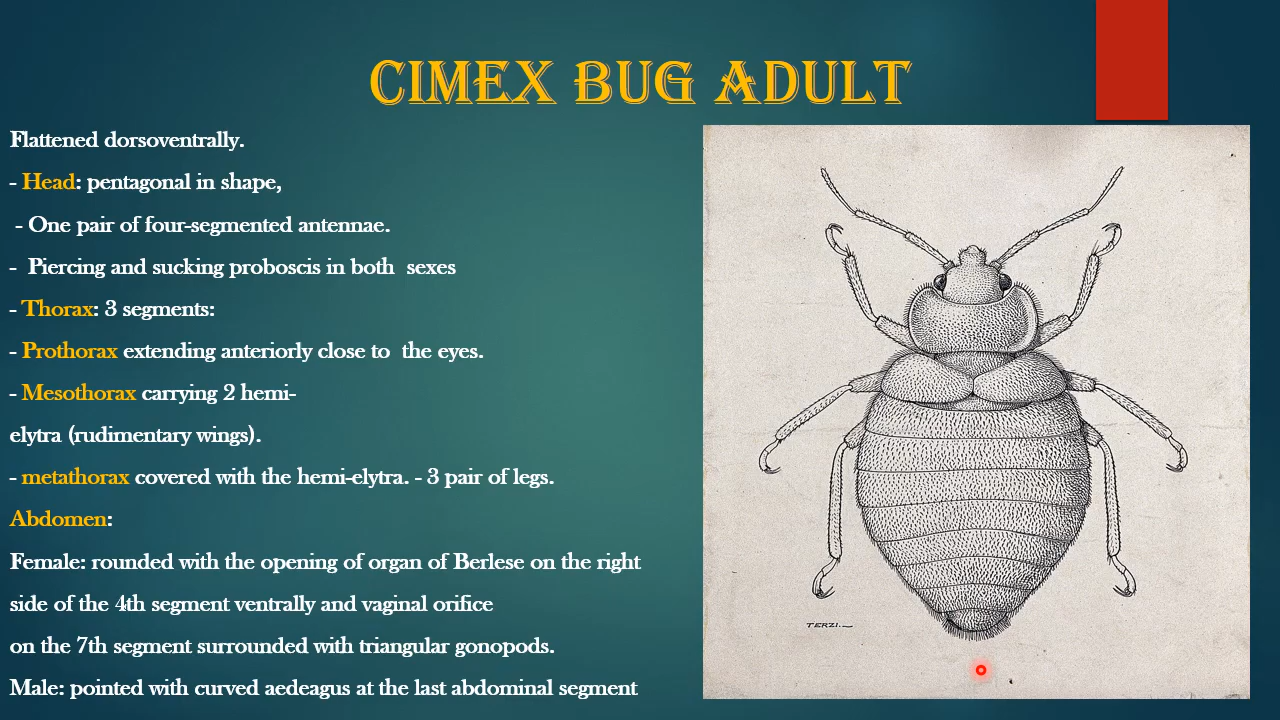 CIMEX BUG ADULT
Flattened dorsoventrally.
- Head: pentagonal in shape,
- One pair of four-segmented antennae.
- Piercing and sucking proboscis in both sexes
- Thorax: 3 segments:
- Prothorax extending anteriorly close to the eyes.
- Mesothorax carrying 2 hemi-
elytra (rudimentary wings).
- metathorax covered with the hemi-elytra. - 3 pair of legs.
Abdomen:
Female: rounded with the opening of organ of Berlese on the right
side of the 4th segment ventrally and vaginal orifice
on the 7th segment surrounded with triangular gonopods.
Male: pointed with curved aedeagus at the last abdominal segment
TERZI.